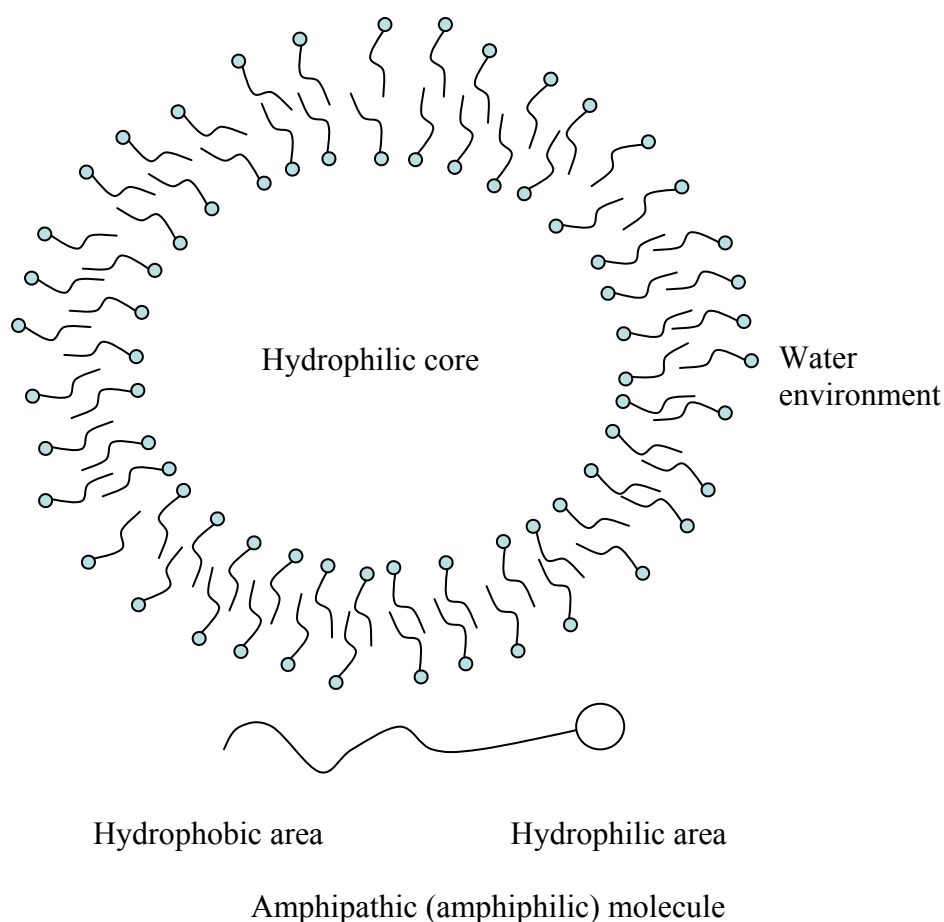 Hydrophilic core
Water
environment
Hydrophobic area
Hydrophilic area
Amphipathic (amphiphilic) molecule